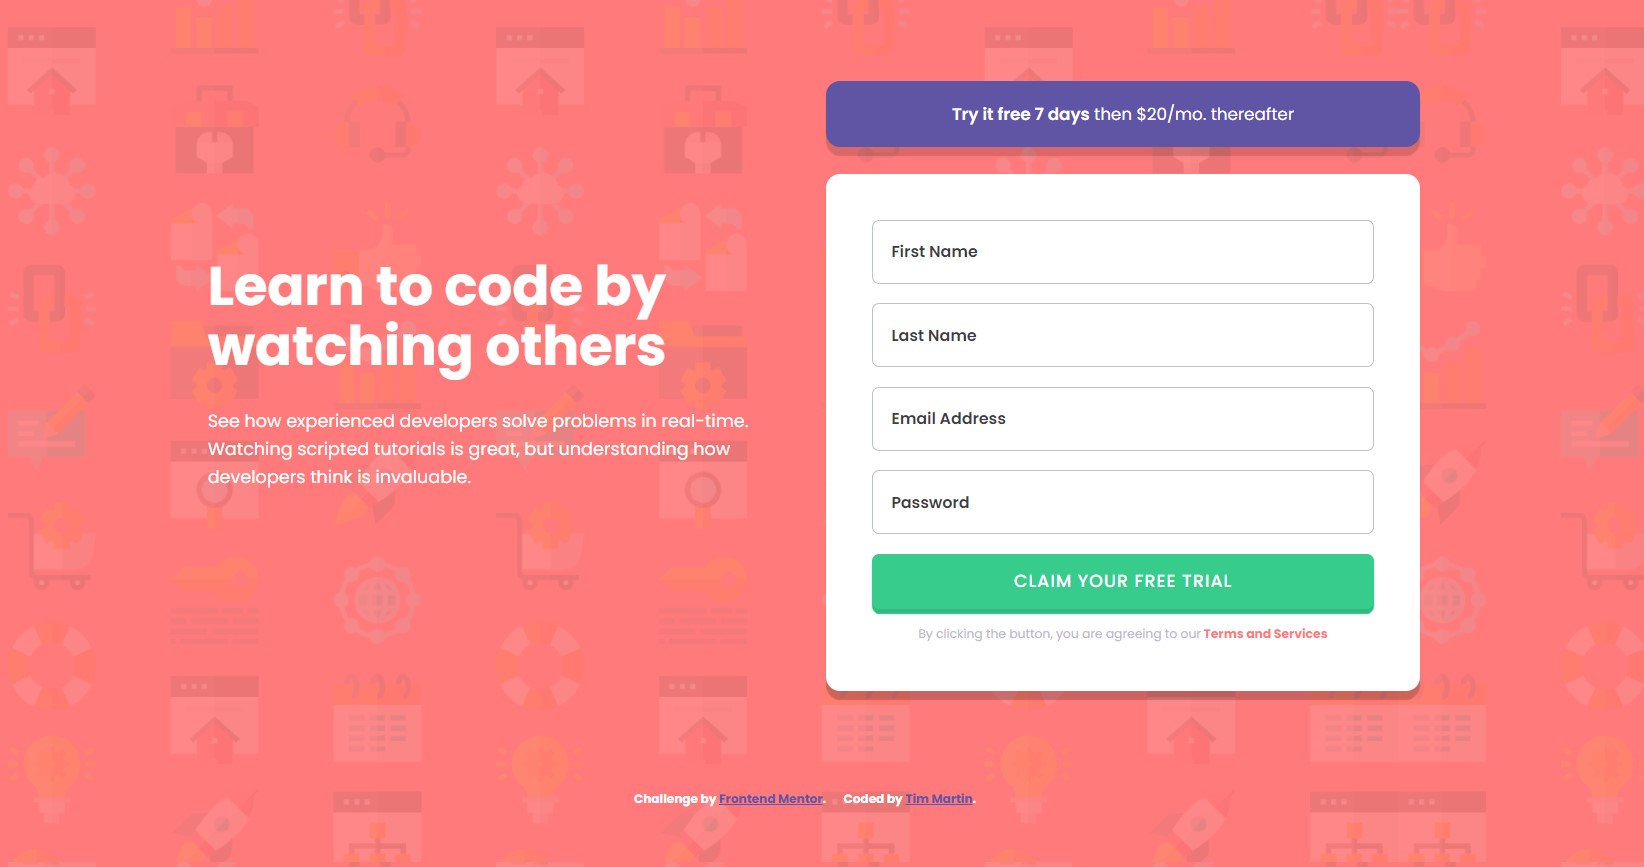 Try it free 7 days then $20/mo. thereafter
Learn to code by
watching others
See how experienced developers solve problems in real-time.
Watching scripted tutorials is great, but understanding how
developers think is invaluable.
First Name
Last Name
Email Address
Password
CLAIM YOUR FREE TRIAL
By clicking the button, you are agreeing to our Terms and Services
Challenge by Frontend Mentor. Coded by Tim Martin.